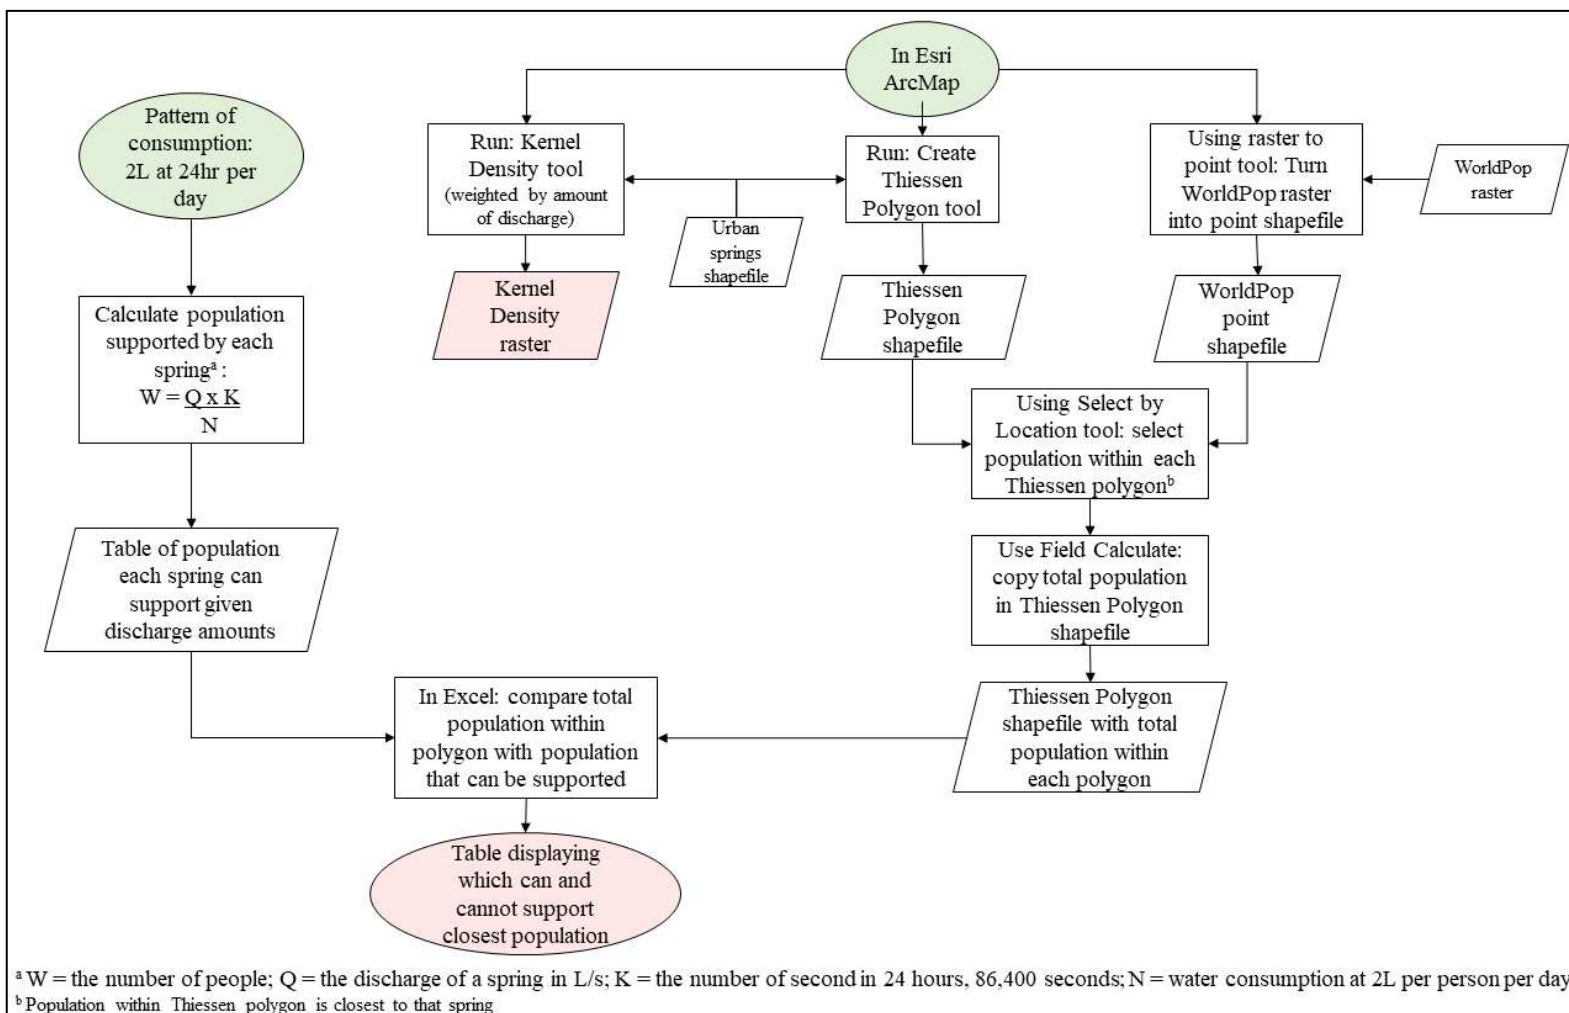 In Esri
ArcMap
Pattern of
consumption:
2L at 24hr per
day
Run: Kernel
Density tool
(weighted by amount
of discharge)
Run: Create
Thiessen
Polygon tool
Using raster to
point tool: Turn
WorldPop raster
into point shapefile
WorldPop
raster
Urban
springs
shapefile
Kernel
Density
raster
Thiessen
Polygon
shapefile
WorldPop
point
shapefile
Calculate population
supported by each
springᵃ :
W = Q x K
N
Using Select by
Location tool: select
population within each
Thiessen polygonᵇ
Table of population
each spring can
support given
discharge amounts
Use Field Calculate:
copy total population
in Thiessen Polygon
shapefile
In Excel: compare total
population within
polygon with population
that can be supported
Thiessen Polygon
shapefile with total
population within
each polygon
Table displaying
which can and
cannot support
closest population
ᵃ W = the number of people; Q = the discharge of a spring in L/s; K = the number of second in 24 hours, 86,400 seconds; N = water consumption at 2L per person per day
ᵇ Population within Thiessen polygon is closest to that spring